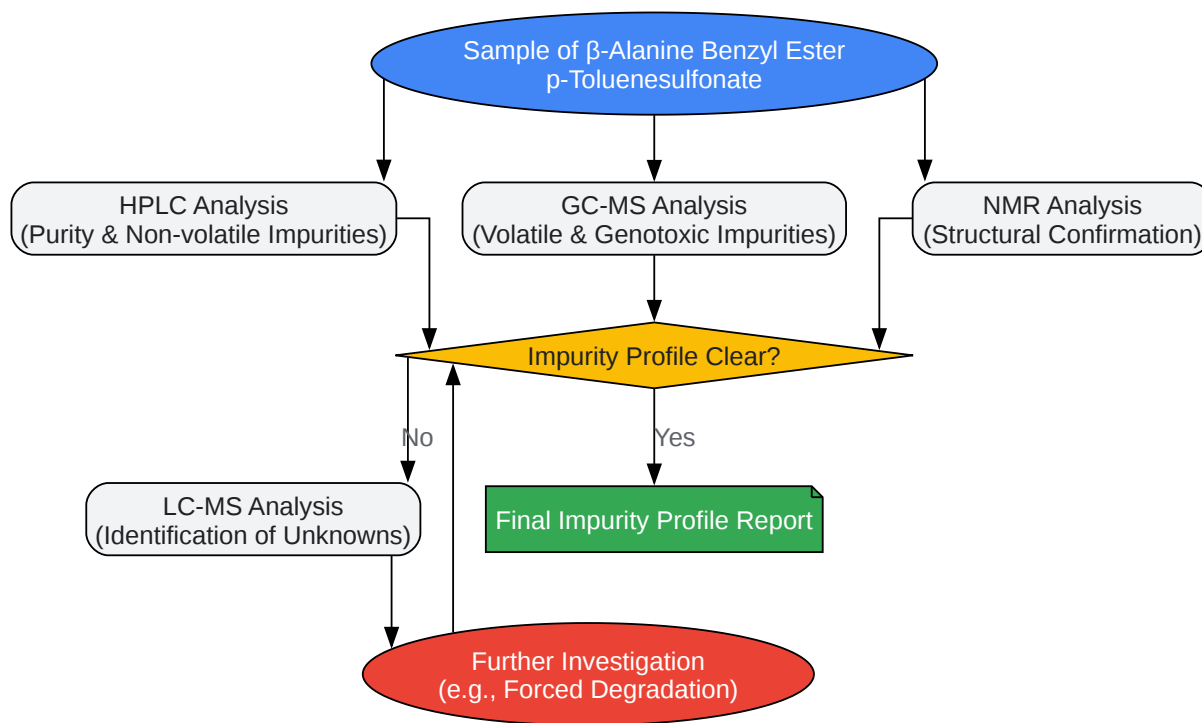 Sample of β-Alanine Benzyl Ester
p-Toluenesulfonate
HPLC Analysis
(Purity & Non-volatile Impurities)
GC-MS Analysis
(Volatile & Genotoxic Impurities)
NMR Analysis
(Structural Confirmation)
Impurity Profile Clear?
No
Yes
LC-MS Analysis
(Identification of Unknowns)
Final Impurity Profile Report
Further Investigation
(e.g., Forced Degradation)